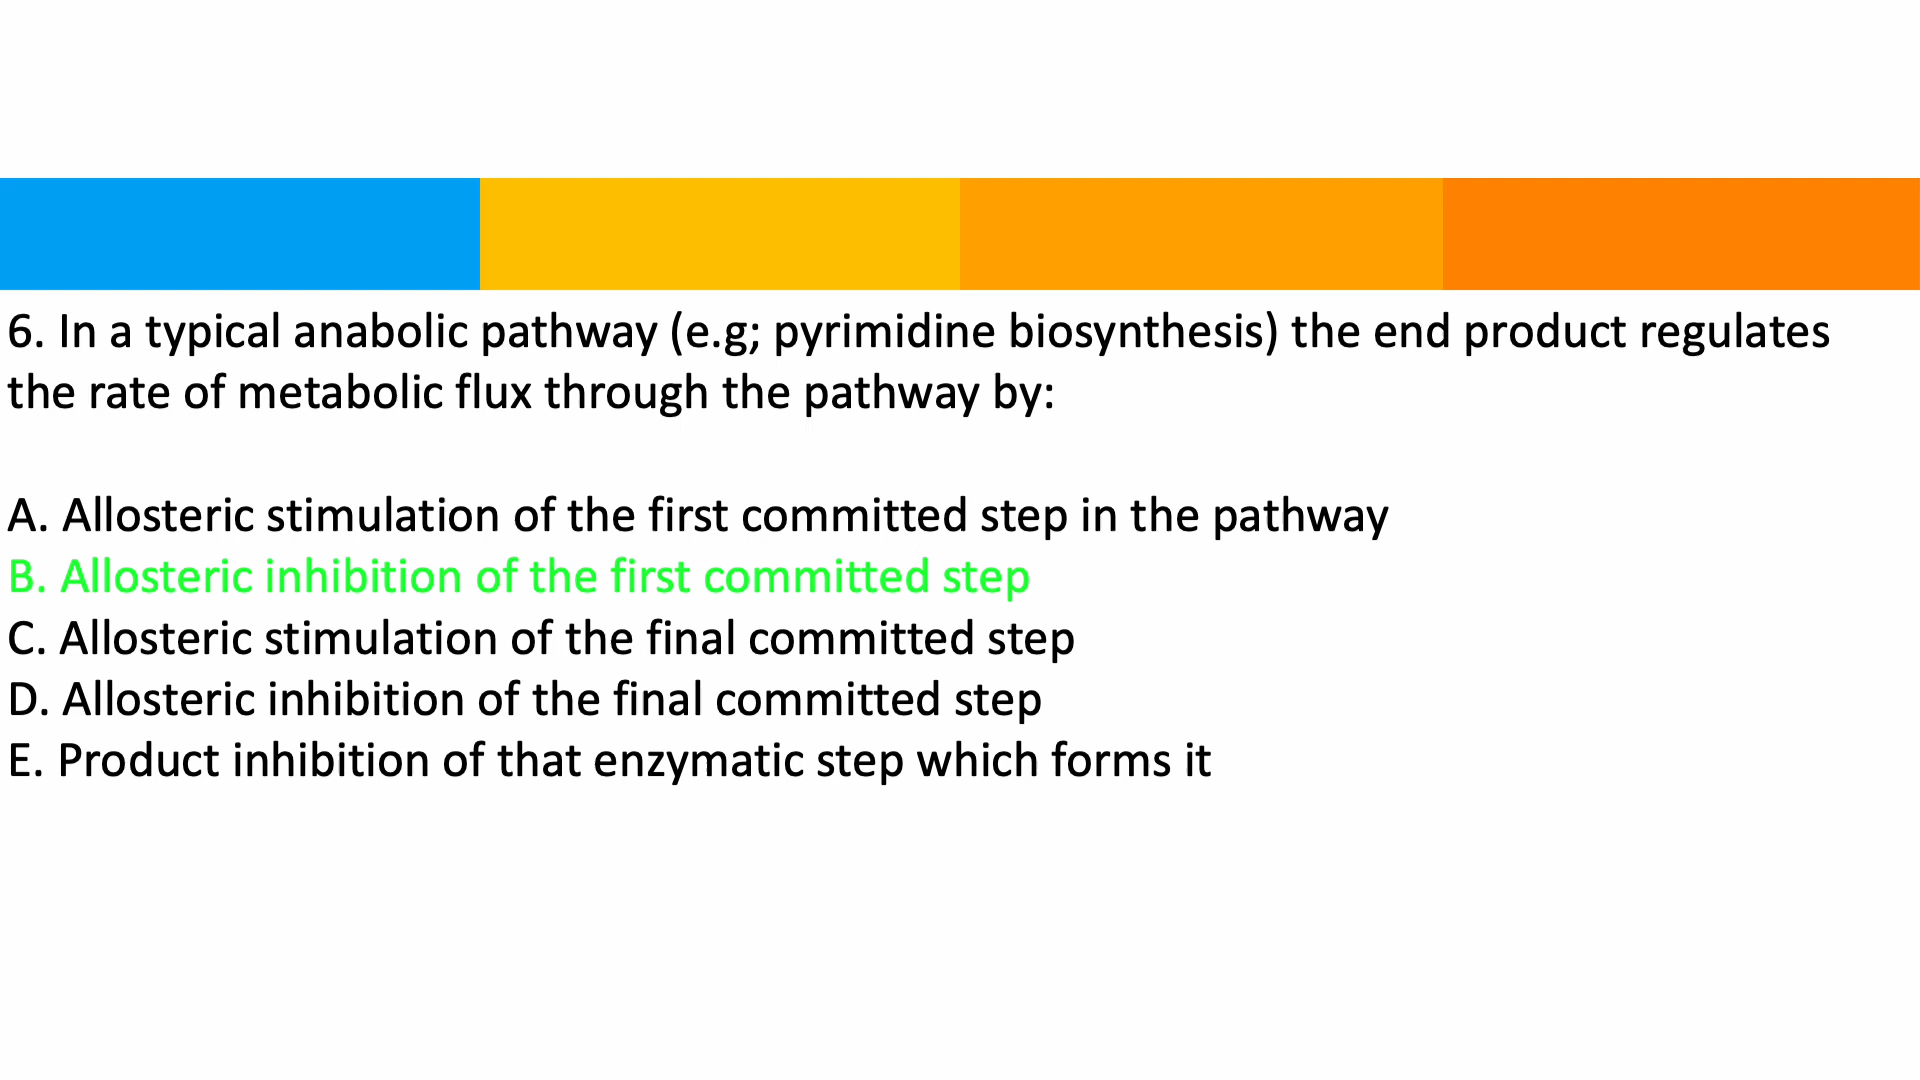 6. In a typical anabolic pathway (e.g; pyrimidine biosynthesis) the end product regulates
the rate of metabolic flux through the pathway by:
A. Allosteric stimulation of the first committed step in the pathway
B. Allosteric inhibition of the first committed step
C. Allosteric stimulation of the final committed step
D. Allosteric inhibition of the final committed step
E. Product inhibition of that enzymatic step which forms it